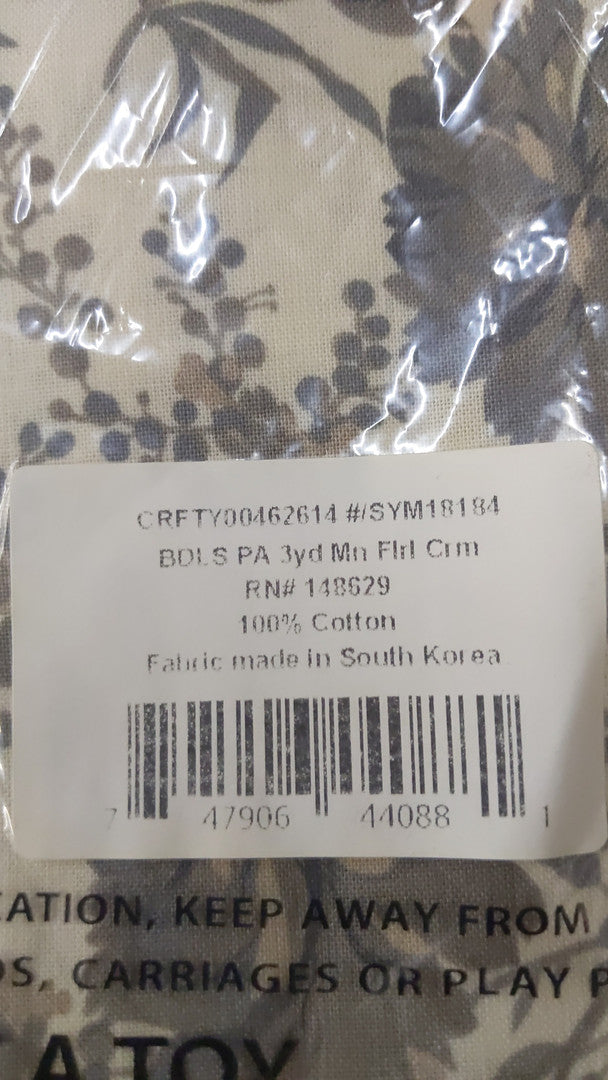 CRFTY00462614 #/SYM18184
BDLS PA 3yd Mn Flrl Crm
RN# 148629
100% Cotton
Fabric made in South Korea
7 47906 44088 1
CATION, KEEP AWAY FROM
S, CARRIAGES OR PLAY P
A TOY